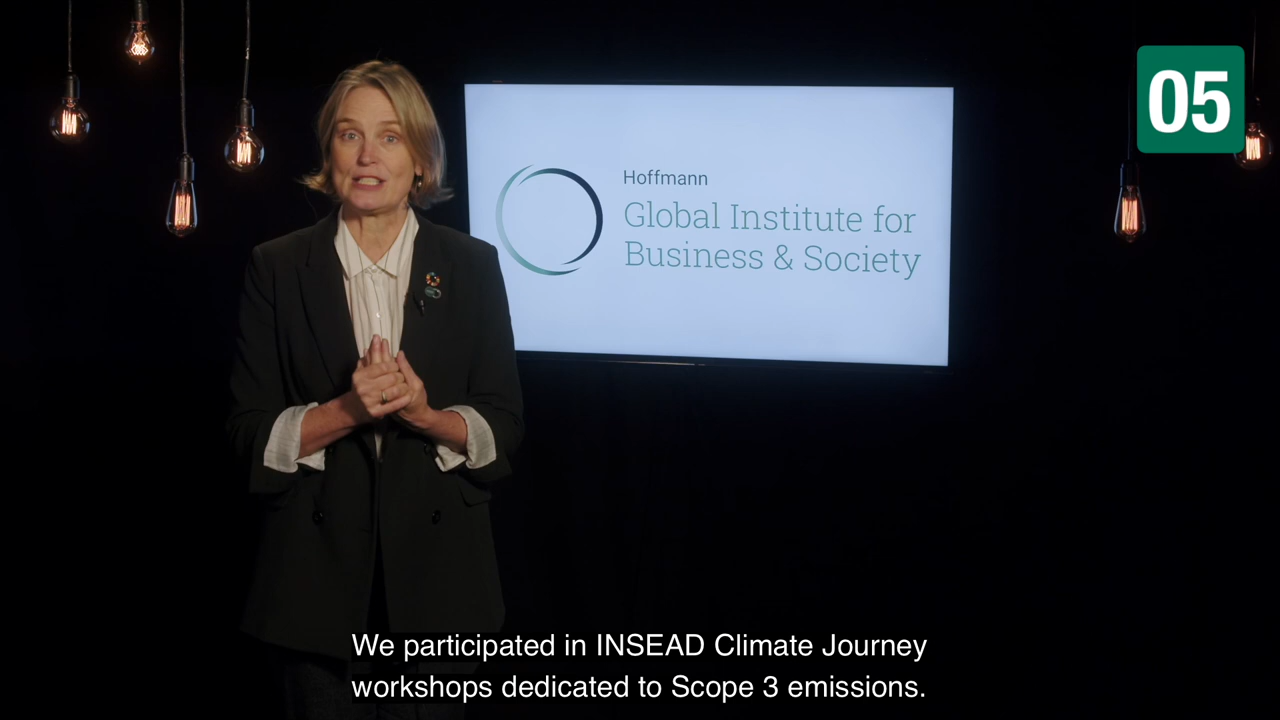 05
Hoffmann
Global Institute for
Business & Society
We participated in INSEAD Climate Journey
workshops dedicated to Scope 3 emissions.